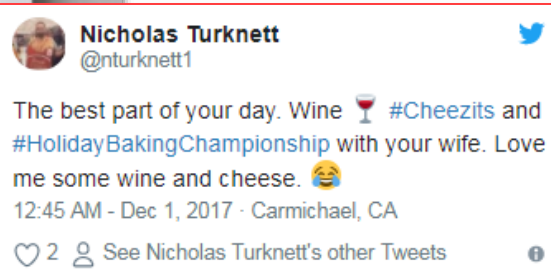 Nicholas Turknett
@nturknett1
The best part of your day. Wine 🍷 #Cheezits and
#HolidayBakingChampionship with your wife. Love
me some wine and cheese. 😂
12:45 AM - Dec 1, 2017 · Carmichael, CA
2 See Nicholas Turknett's other Tweets